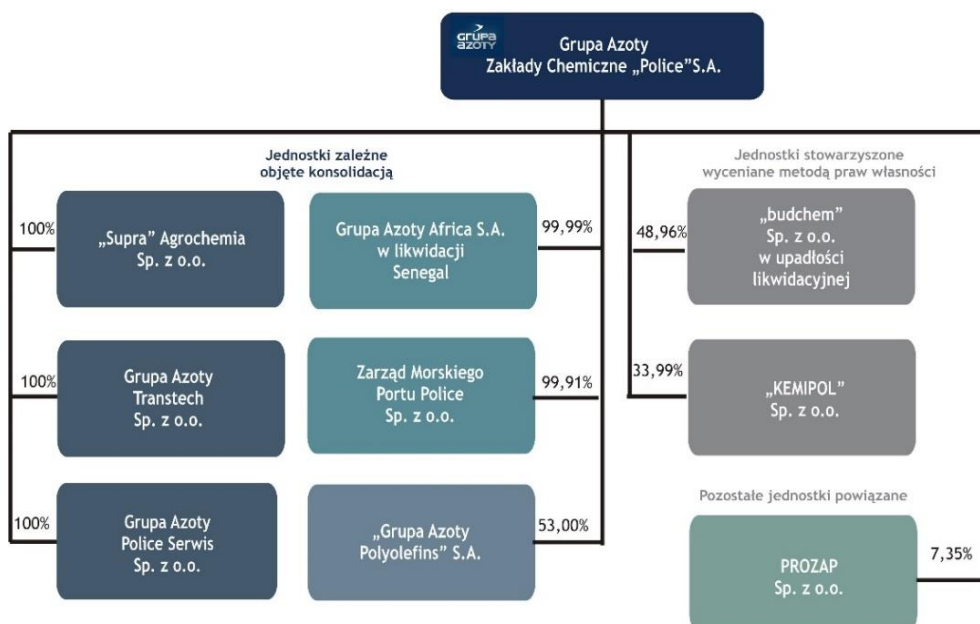 GRUPA
AZOTY
Grupa Azoty
Zakłady Chemiczne „Police”S.A.
Jednostki zależne
objęte konsolidacją
Jednostki stowarzyszone
wyceniane metodą praw własności
100%
„Supra” Agrochemia
Sp. z o.o.
Grupa Azoty Africa S.A.
w likwidacji
Senegal
99,99%
48,96%
„budchem”
Sp. z o.o.
w upadłości
likwidacyjnej
100%
Grupa Azoty
Transtech
Sp. z o.o.
Zarząd Morskiego
Portu Police
Sp. z o.o.
99,91%
33,99%
„KEMIPOL”
Sp. z o.o.
100%
Grupa Azoty
Police Serwis
Sp. z o.o.
„Grupa Azoty
Polyolefins” S.A.
53,00%
Pozostałe jednostki powiązane
PROZAP
Sp. z o.o.
7,35%